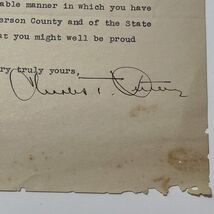 able manner in which you have
erson County and of the State
at you might well be proud
ry truly yours,